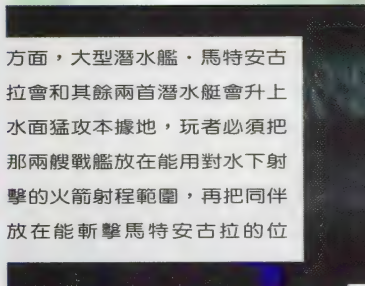 方面，大型潛水艦・馬特安古
拉會和其餘兩首潛水艇會升上
水面猛攻本據地，玩者必須把
那兩艘戰艦放在能用對水下射
擊的火箭射程範圍，再把同伴
放在能斬擊馬特安古拉的位